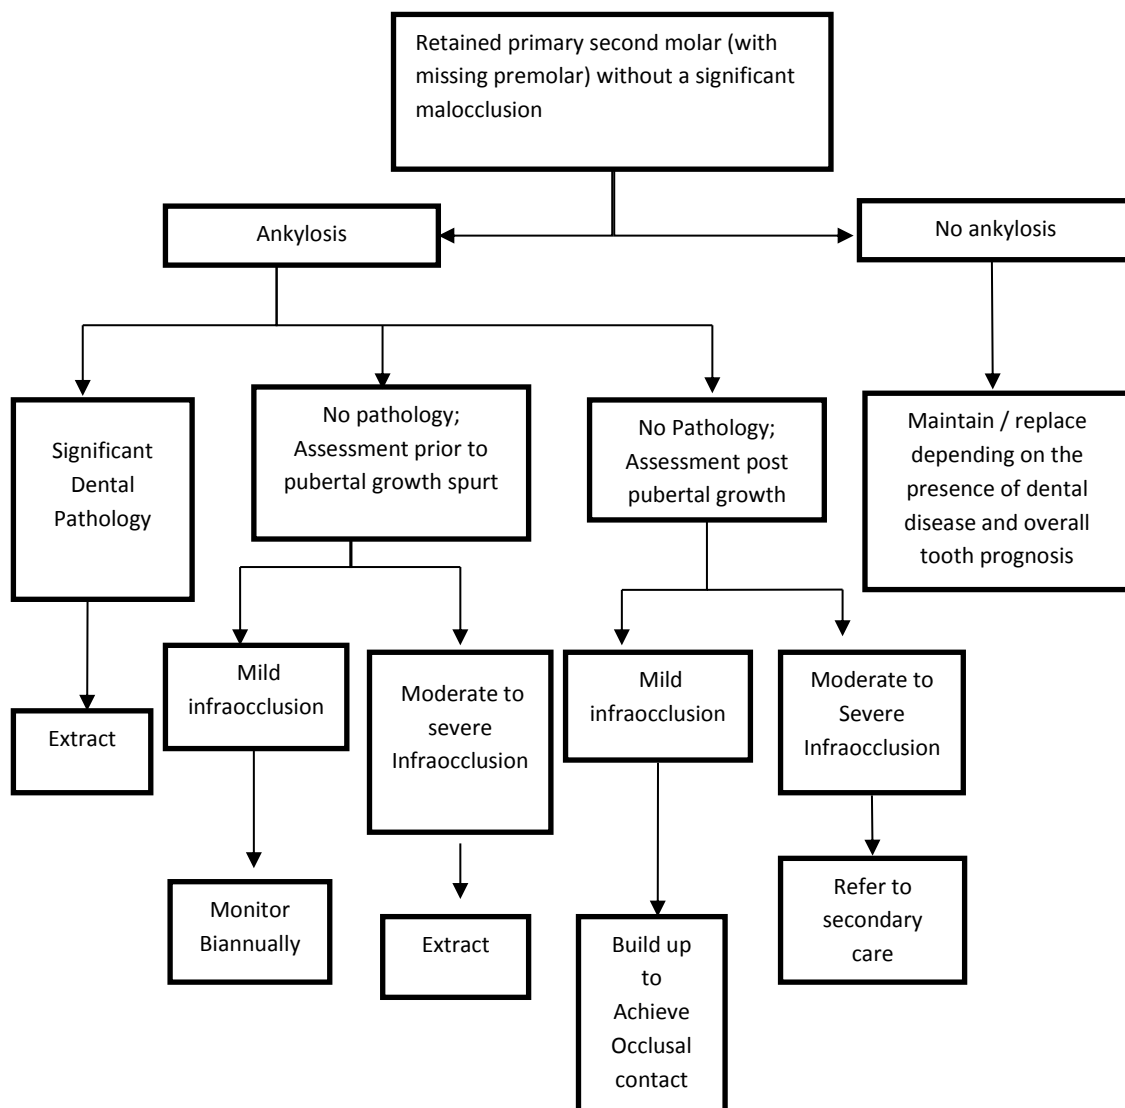 Retained primary second molar (with
missing premolar) without a significant
malocclusion
Ankylosis
No ankylosis
Significant
Dental
Pathology
No pathology;
Assessment prior to
pubertal growth spurt
No Pathology;
Assessment post
pubertal growth
Maintain / replace
depending on the
presence of dental
disease and overall
tooth prognosis
Extract
Mild
infraocclusion
Moderate to
severe
Infraocclusion
Mild
infraocclusion
Moderate to
Severe
Infraocclusion
Monitor
Biannually
Extract
Build up
to
Achieve
Occlusal
contact
Refer to
secondary
care